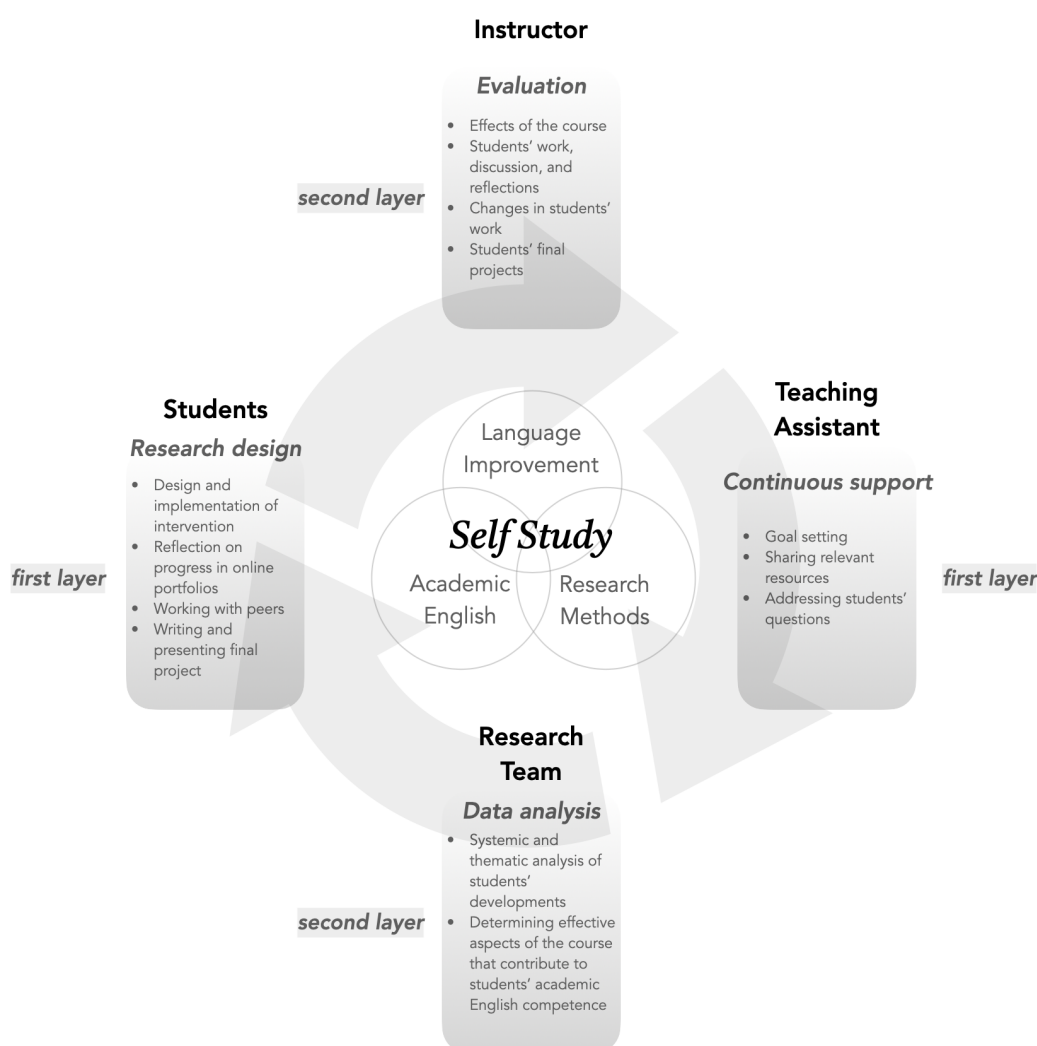 Instructor
Evaluation
• Effects of the course
• Students’ work,
discussion, and
reflections
• Changes in students’
work
• Students’ final
projects
second layer
Students
Research design
• Design and
implementation of
intervention
• Reflection on
progress in online
portfolios
• Working with peers
• Writing and
presenting final
project
first layer
Language
Improvement
Self Study
Academic
English
Research
Methods
Teaching
Assistant
Continuous support
• Goal setting
• Sharing relevant
resources
• Addressing students’
questions
first layer
Research
Team
Data analysis
• Systemic and
thematic analysis of
students’
developments
• Determining effective
aspects of the course
that contribute to
students’ academic
English competence
second layer